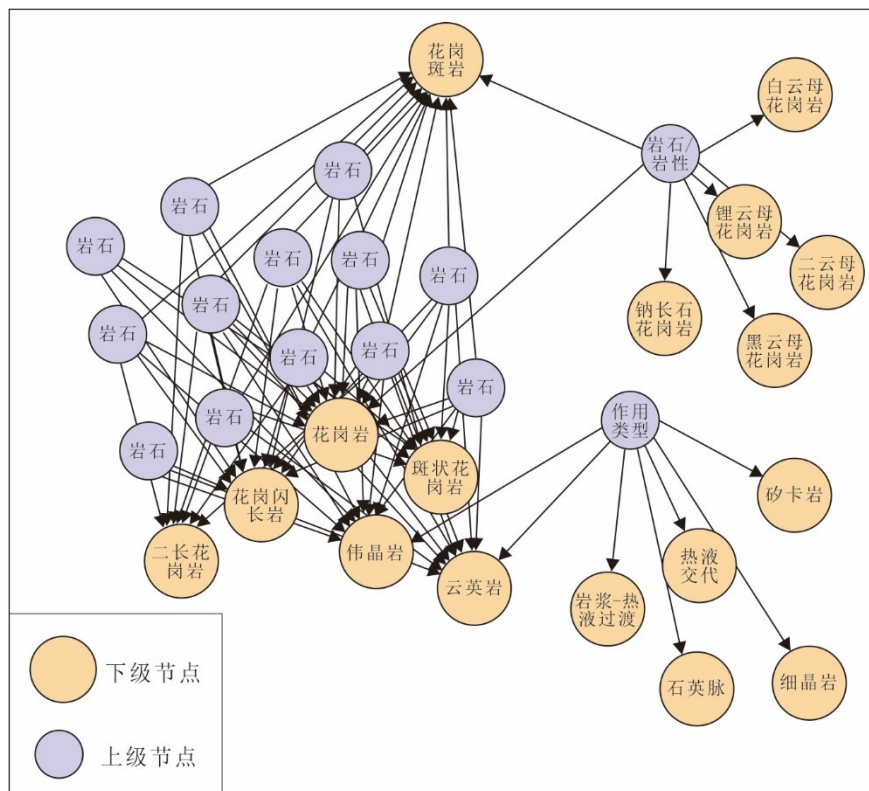 花岗
斑岩
白云母
花岗岩
岩石/
岩性
岩石
岩石
锂云母
花岗岩
岩石
岩石
岩石
二云母
花岗岩
岩石
岩石
钠长石
花岗岩
岩石
黑云母
花岗岩
岩石
岩石
岩石
岩石
作用
类型
岩石
花岗岩
岩石
斑状花
岗岩
矽卡岩
花岗闪
长岩
二长花
岗岩
伟晶岩
热液
交代
云英岩
岩浆-热
液过渡
石英脉
细晶岩
下级节点
上级节点